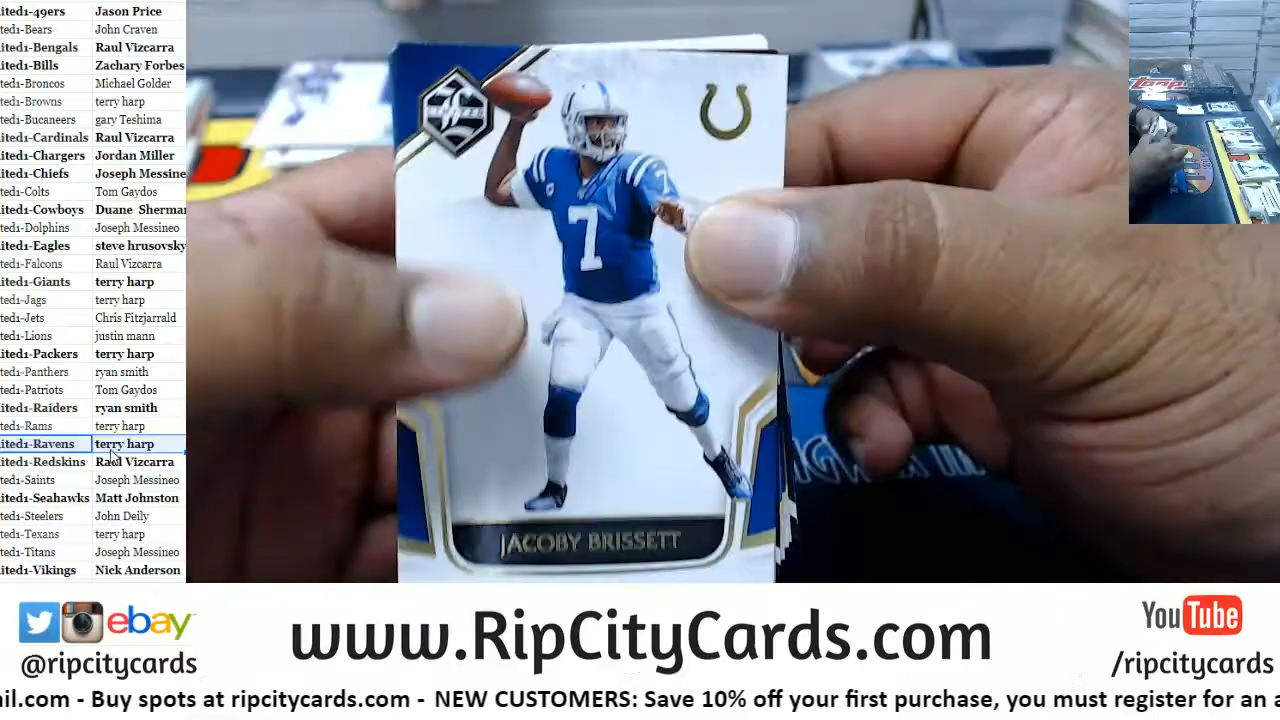 ited1-49ers Jason Price
ted1-Bears John Craven
ited1-Bengals Raul Vizcarra
ited1-Bills Zachary Forbes
ted1-Broncos Michael Golder
ted1-Browns terry harp
ted1-Bucaneers gary Teshima
ited1-Cardinals Raul Vizcarra
ited1-Chargers Jordan Miller
ited1-Chiefs Joseph Messine
ted1-Colts Tom Gaydos
ited1-Cowboys Duane Sherman
ted1-Dolphins Joseph Messineo
ited1-Eagles steve hrusovsky
ted1-Falcons Raul Vizcarra
ited1-Giants terry harp
ted1-Jags terry harp
ted1-Jets Chris Fitzjarrald
ted1-Lions justin mann
ited1-Packers terry harp
ted1-Panthers ryan smith
ted1-Patriots Tom Gaydos
ited1-Raiders ryan smith
ted1-Rams terry harp
ited1-Ravens terry harp
ited1-Redskins Raul Vizcarra
ted1-Saints Joseph Messineo
ited1-Seahawks Matt Johnston
ted1-Steelers John Deily
ted1-Texans terry harp
ted1-Titans Joseph Messineo
ited1-Vikings Nick Anderson
7
7
JACOBY BRISSETT
ebay
@ripcitycards
www.RipCityCards.com
YouTube
/ripcitycards
ail.com - Buy spots at ripcitycards.com - NEW CUSTOMERS: Save 10% off your first purchase, you must register for an a